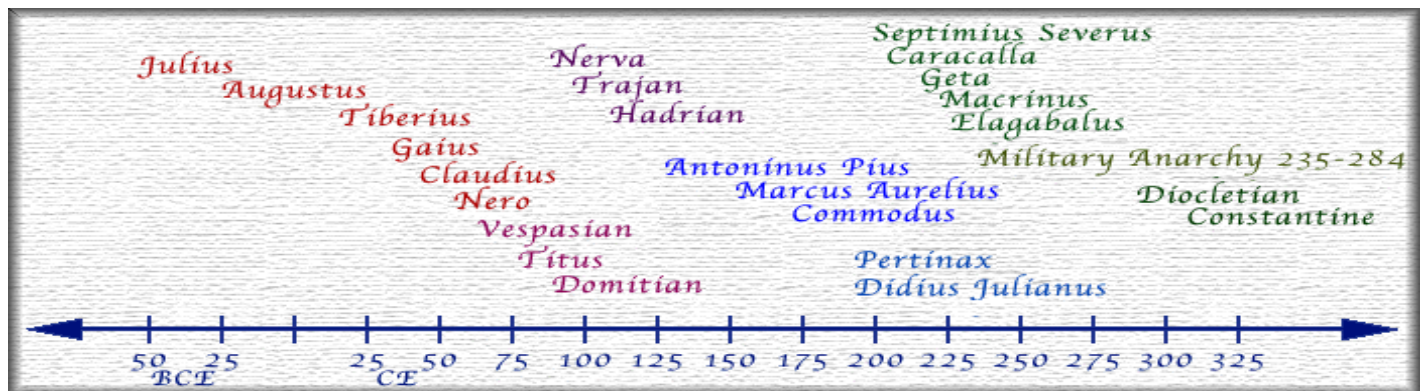 Julius
Augustus
Tiberius
Gaius
Claudius
Nero
Vespasian
Titus
Domitian
Nerva
Trajan
Hadrian
Antoninus Pius
Marcus Aurelius
Commodus
Pertinax
Didius Julianus
Septimius Severus
Caracalla
Geta
Macrinus
Elagabalus
Military Anarchy 235-284
Diocletian
Constantine
50 25 25 50 75 100 125 150 175 200 225 250 275 300 325
BCE CE